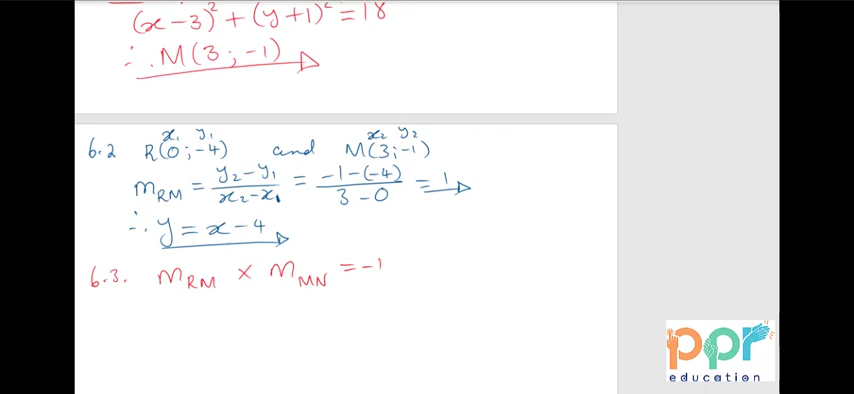 (x − 3)² + (y + 1)² = 18
∴ M(3 ; −1)
x₁ y₁ x₂ y₂
6.2 R(0 ; −4) and M(3 ; −1)
m_RM = (y₂ − y₁)/(x₂ − x₁) = (−1 − (−4))/(3 − 0) = 1
∴ y = x − 4
6.3. m_RM × m_MN = −1
ppr
education